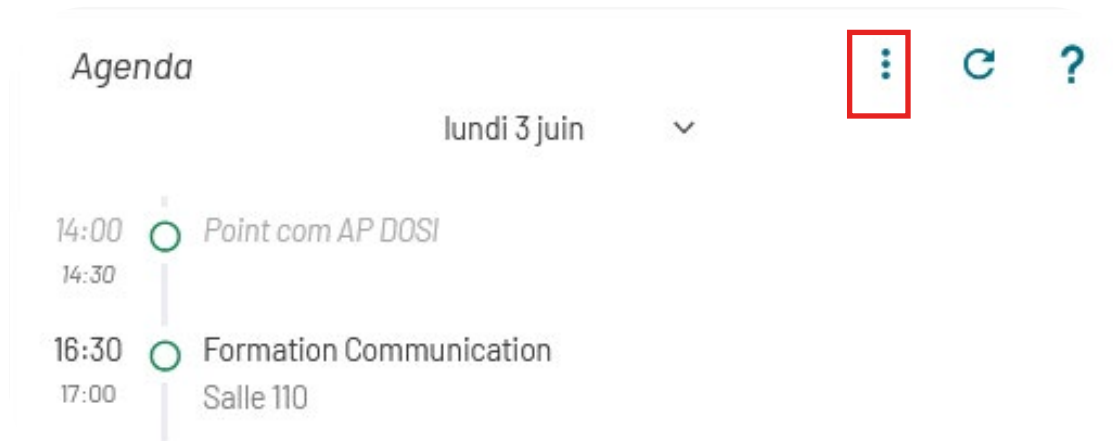 Agenda ?
lundi 3 juin
14:00 Point com AP DOSI
14:30
16:30 Formation Communication
17:00 Salle 110